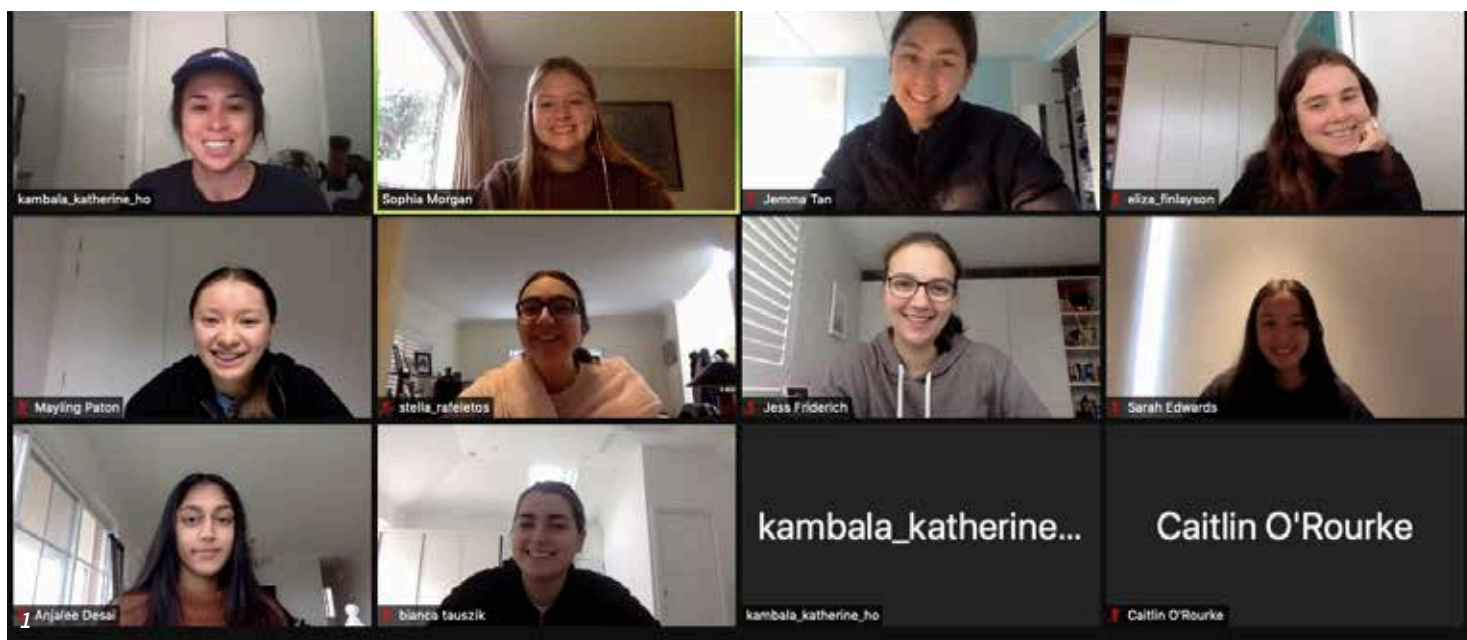 kambala_katherine_ho
Sophia Morgan
Jemma Tan
eliza_finlayson
Mayling Paton
stella_rafeletos
Jess Friderich
Sarah Edwards
kambala_katherine...
Caitlin O'Rourke
Anjalee Desai
bianca tauszik
kambala_katherine_ho
Caitlin O'Rourke
1